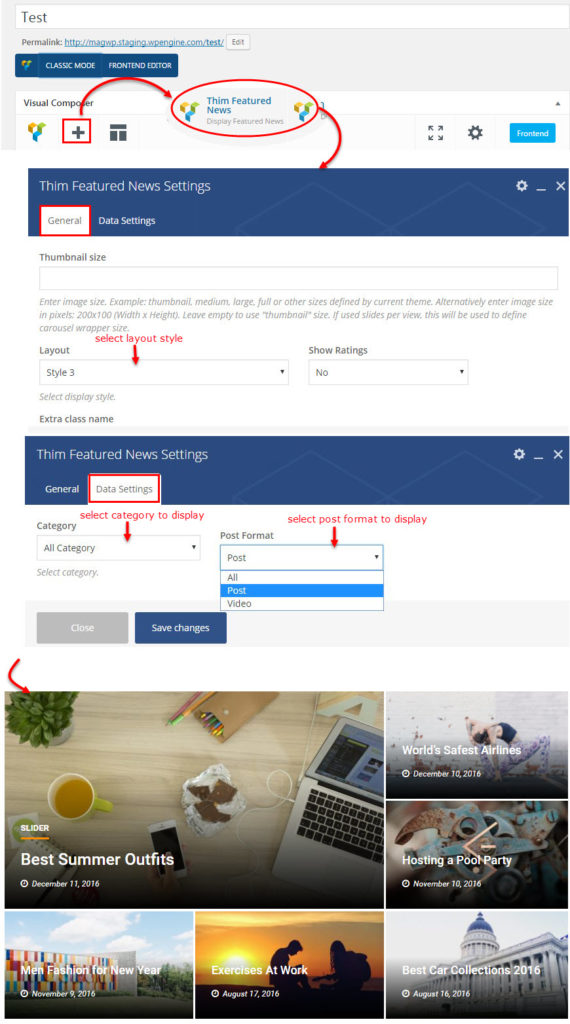 Test
Permalink: http://magwp.staging.wpengine.com/test/ Edit
CLASSIC MODE FRONTEND EDITOR
Visual Composer
Thim Featured
News
Display Featured News
Frontend
Thim Featured News Settings
General Data Settings
Thumbnail size
Enter image size. Example: thumbnail, medium, large, full or other sizes defined by current theme. Alternatively enter image size
in pixels: 200x100 (Width x Height). Leave empty to use "thumbnail" size. If used slides per view, this will be used to define
carousel wrapper size.
select layout style
Layout Show Ratings
Style 3 No
Select display style.
Extra class name
Thim Featured News Settings
General Data Settings
select category to display select post format to display
Category Post Format
All Category Post
Select category.
All
Post
Video
Close Save changes
World's Safest Airlines
December 10, 2016
SLIDER
Best Summer Outfits
December 11, 2016
Hosting a Pool Party
November 10, 2016
Men Fashion for New Year
November 9, 2016
Exercises At Work
August 17, 2016
Best Car Collections 2016
August 16, 2016